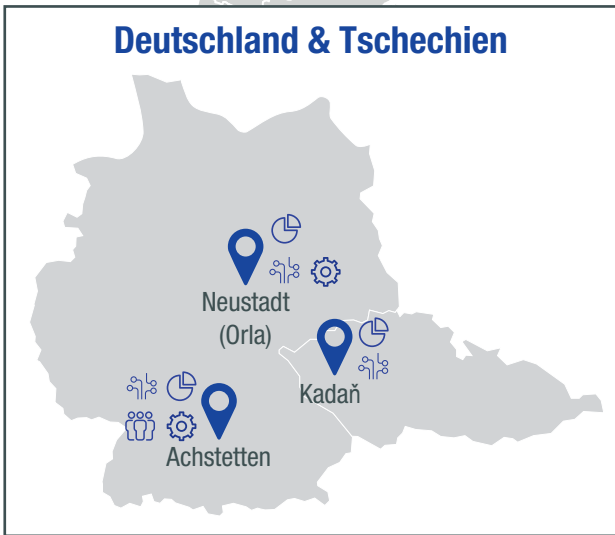 Deutschland & Tschechien
Neustadt
(Orla)
Kadaň
Achstetten